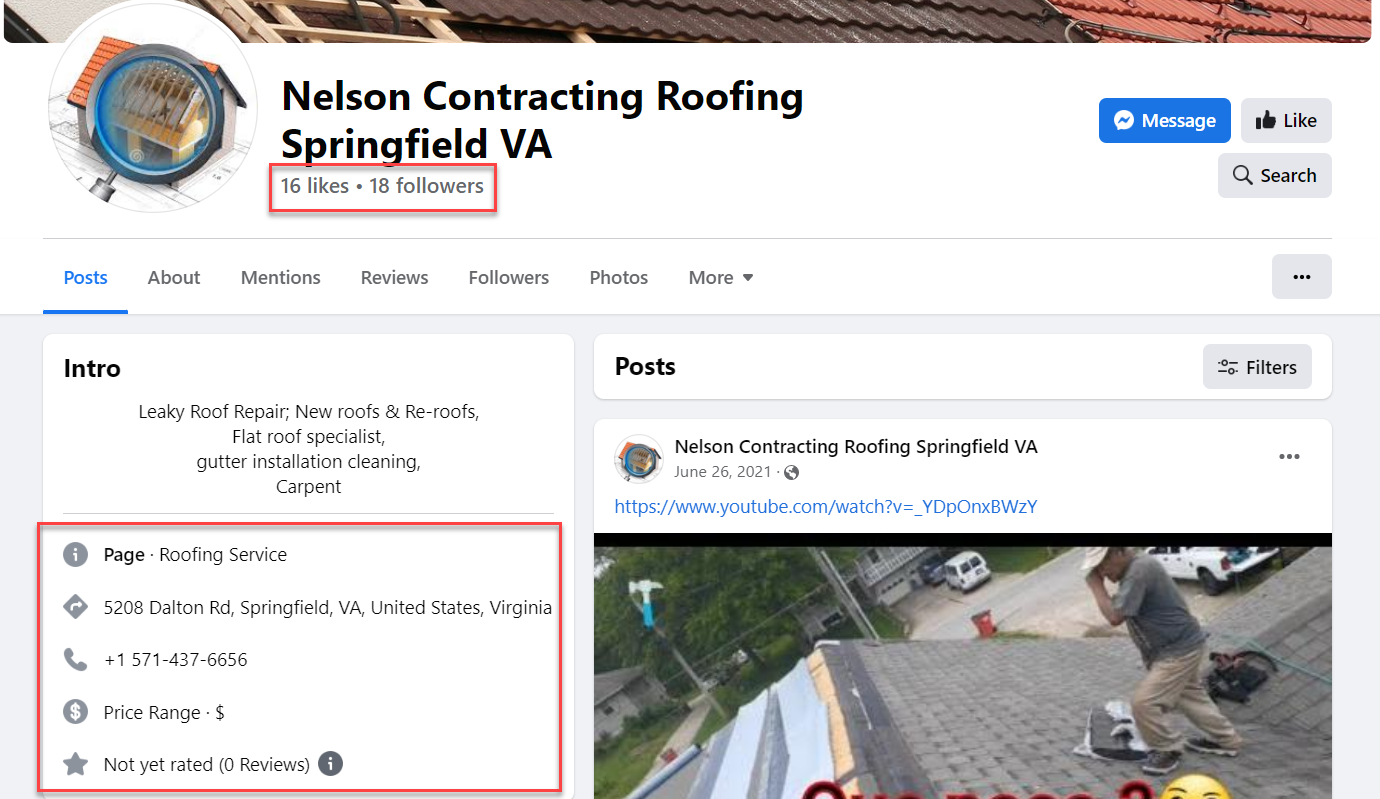 Nelson Contracting Roofing
Springfield VA
16 likes • 18 followers
Message
Like
Search
Posts
About
Mentions
Reviews
Followers
Photos
More
Intro
Leaky Roof Repair; New roofs & Re-roofs,
Flat roof specialist,
gutter installation cleaning,
Carpent
Page · Roofing Service
5208 Dalton Rd, Springfield, VA, United States, Virginia
+1 571-437-6656
Price Range · $
Not yet rated (0 Reviews)
Posts
Filters
Nelson Contracting Roofing Springfield VA
June 26, 2021 ·
https://www.youtube.com/watch?v=_YDpOnxBWzY